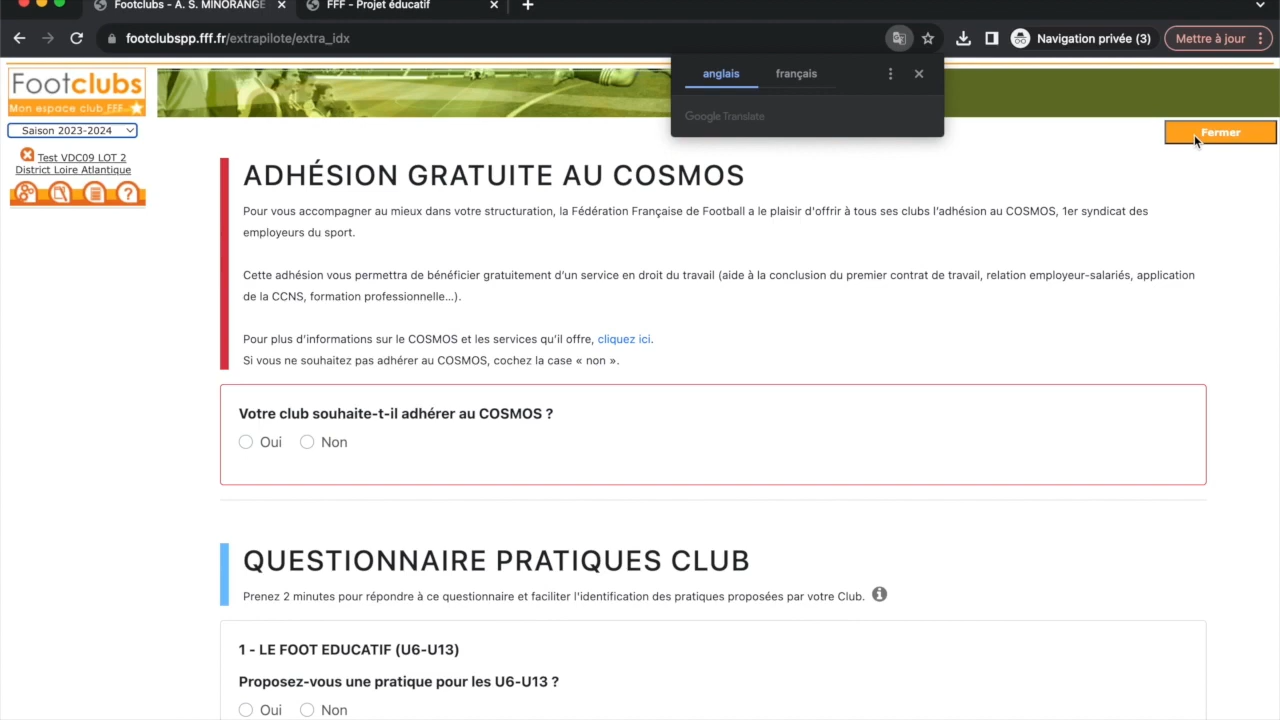 Footclubs - A. S. MINORANGE
FFF - Projet éducatif
footclubspp.fff.fr/extrapilote/extra_idx
Navigation privée (3)
Mettre à jour
Footclubs
Mon espace club FFF
anglais
français
Google Translate
Saison 2023-2024
Fermer
Test VDC09 LOT 2
District Loire Atlantique
ADHÉSION GRATUITE AU COSMOS
Pour vous accompagner au mieux dans votre structuration, la Fédération Française de Football a le plaisir d'offrir à tous ses clubs l'adhésion au COSMOS, 1er syndicat des
employeurs du sport.
Cette adhésion vous permettra de bénéficier gratuitement d'un service en droit du travail (aide à la conclusion du premier contrat de travail, relation employeur-salariés, application
de la CCNS, formation professionnelle...).
Pour plus d'informations sur le COSMOS et les services qu'il offre, cliquez ici.
Si vous ne souhaitez pas adhérer au COSMOS, cochez la case « non ».
Votre club souhaite-t-il adhérer au COSMOS ?
Oui Non
QUESTIONNAIRE PRATIQUES CLUB
Prenez 2 minutes pour répondre à ce questionnaire et faciliter l'identification des pratiques proposées par votre Club.
1 - LE FOOT EDUCATIF (U6-U13)
Proposez-vous une pratique pour les U6-U13 ?
Oui Non